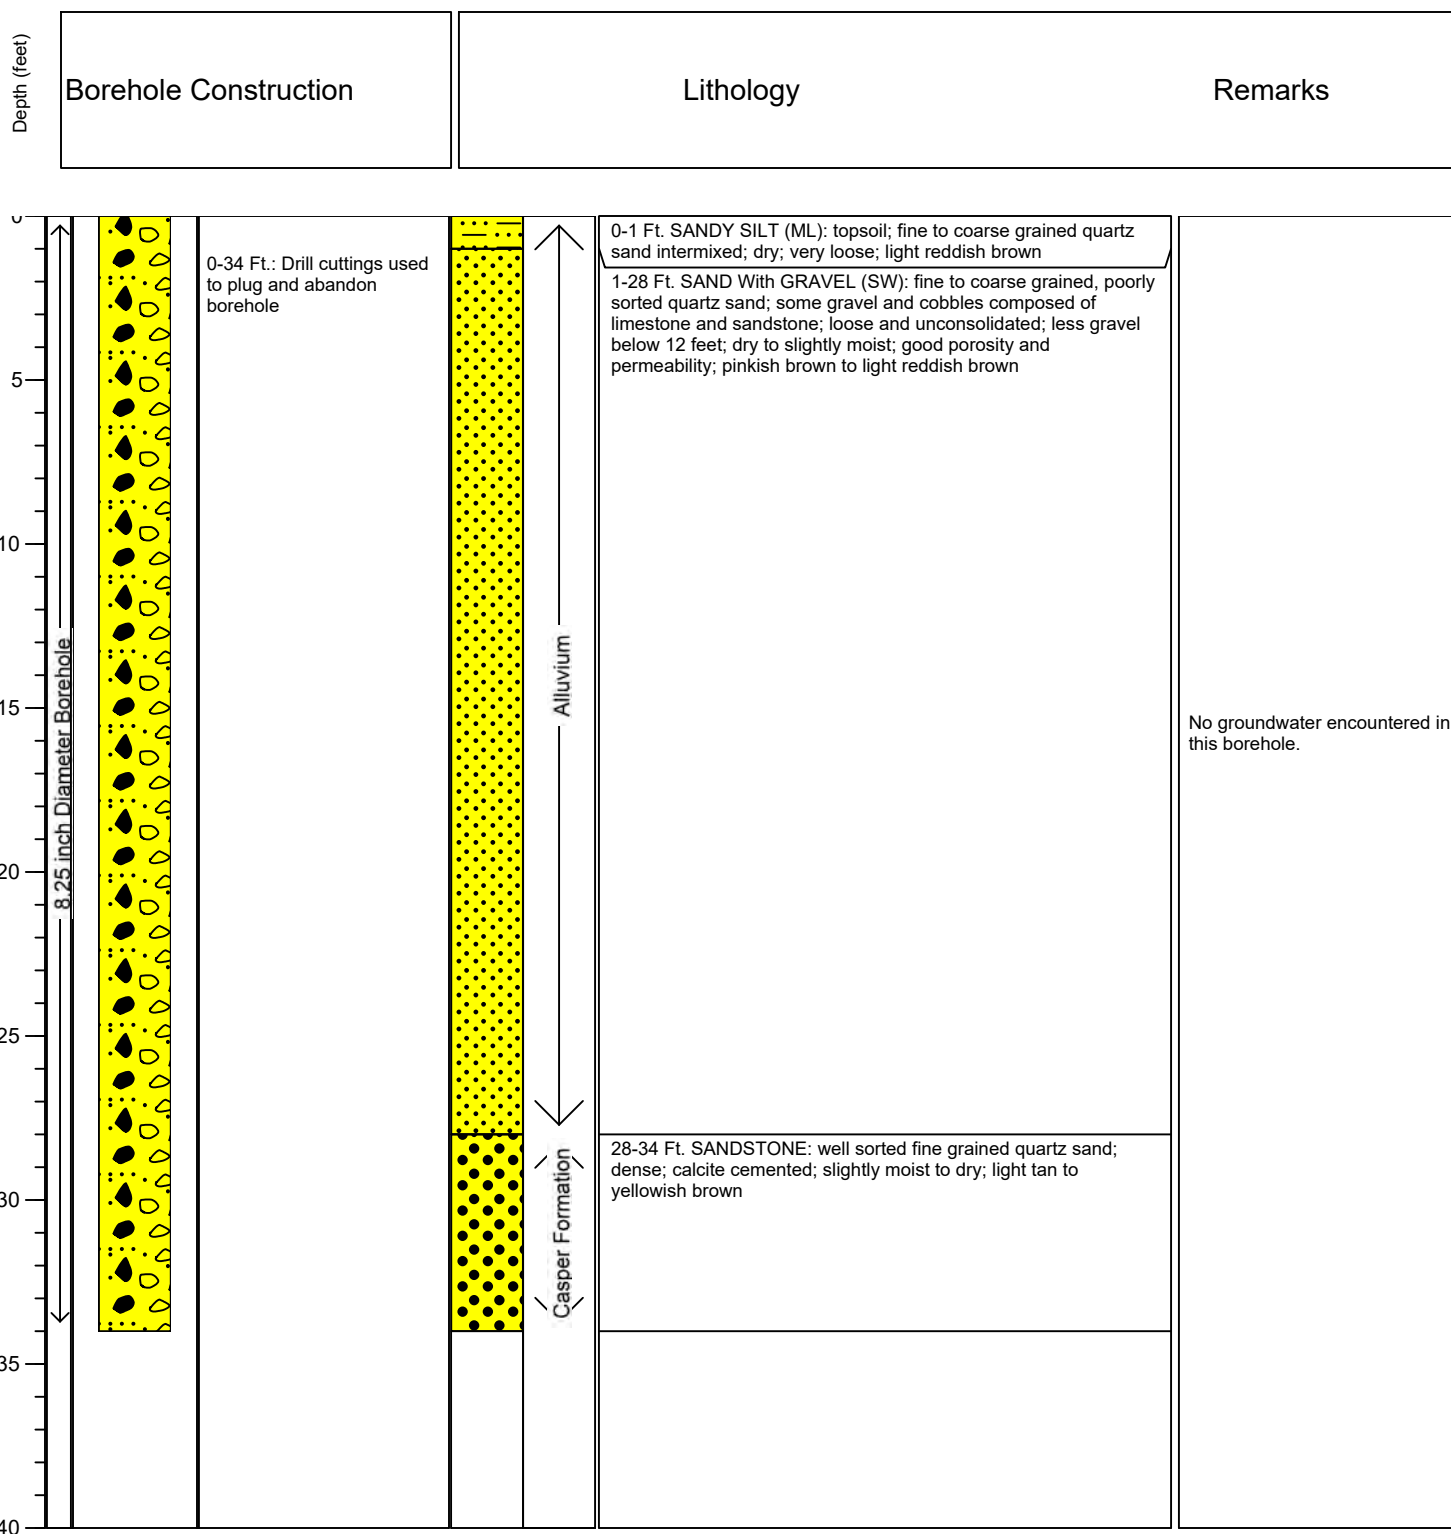 Depth (feet)
Borehole Construction
Lithology
Remarks
0
5
10
15
20
25
30
35
40
8.25 inch Diameter Borehole
0-34 Ft.: Drill cuttings used
to plug and abandon
borehole
Alluvium
Casper Formation
0-1 Ft. SANDY SILT (ML): topsoil; fine to coarse grained quartz
sand intermixed; dry; very loose; light reddish brown
1-28 Ft. SAND With GRAVEL (SW): fine to coarse grained, poorly
sorted quartz sand; some gravel and cobbles composed of
limestone and sandstone; loose and unconsolidated; less gravel
below 12 feet; dry to slightly moist; good porosity and
permeability; pinkish brown to light reddish brown
28-34 Ft. SANDSTONE: well sorted fine grained quartz sand;
dense; calcite cemented; slightly moist to dry; light tan to
yellowish brown
No groundwater encountered in
this borehole.